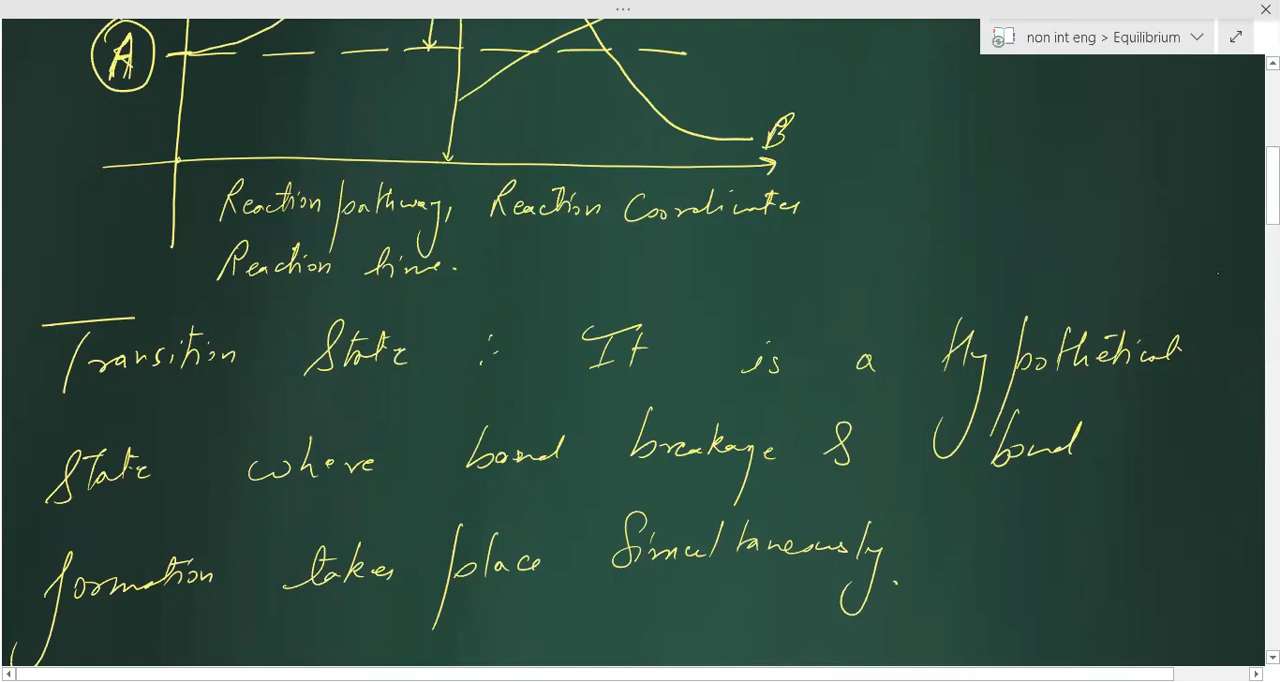 non int eng > Equilibrium
A
B
Reaction pathway, Reaction Coordinates
Reaction time.
Transition State : It is a Hypothetical
State where bond breakage & bond
formation takes place Simultaneously.